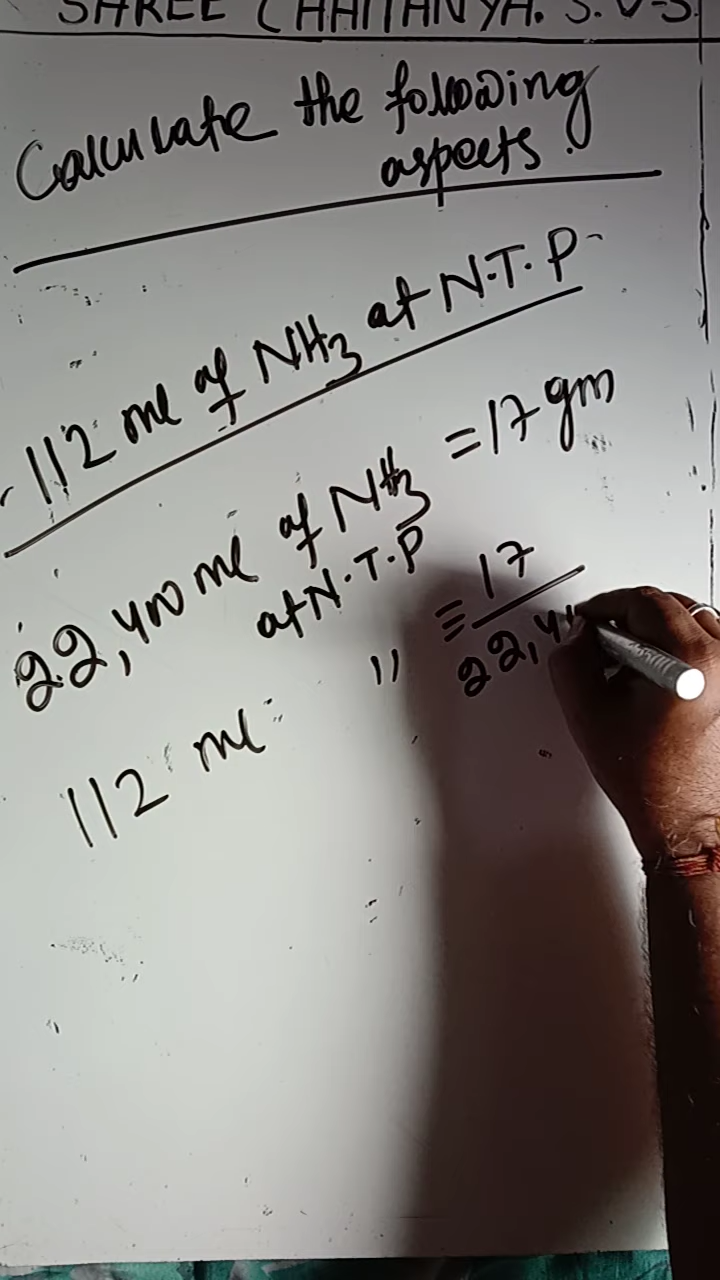 SHREE CHAITANYA. S. V-S.
Calculate the following
aspects.
112 ml of NH3 at N.T.P
22,400 ml of NH3 = 17 gm
at N.T.P
112 ml " = 17
22,4